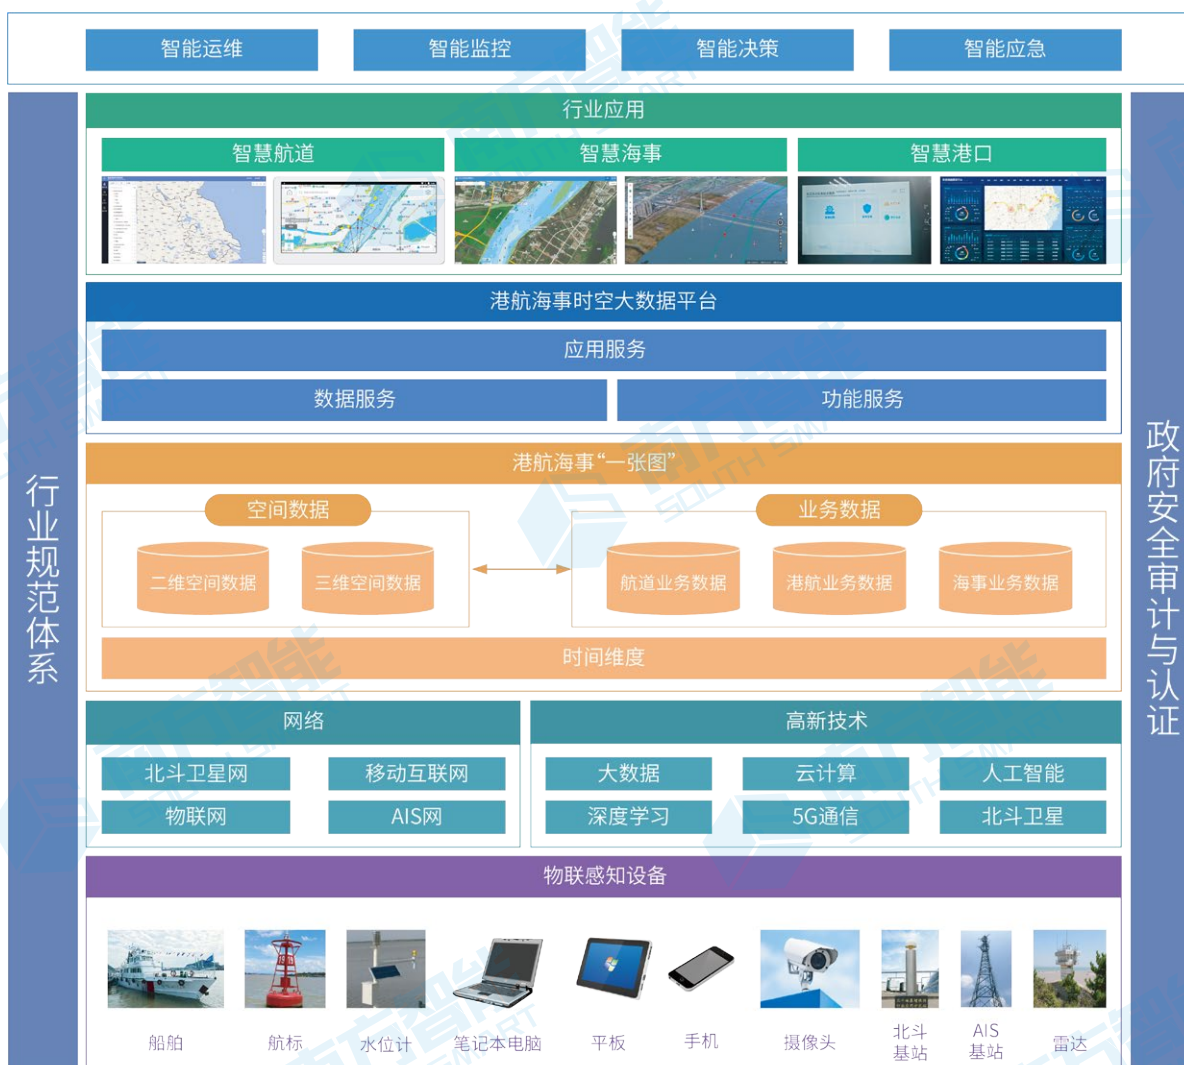 智能运维
智能监控
智能决策
智能应急
行业应用
智慧航道
智慧海事
智慧港口
港航海事时空大数据平台
应用服务
数据服务
功能服务
港航海事“一张图”
空间数据
业务数据
二维空间数据
三维空间数据
航道业务数据
港航业务数据
海事业务数据
时间维度
行业规范体系
政府安全审计与认证
网络
高新技术
北斗卫星网
移动互联网
大数据
云计算
人工智能
物联网
AIS网
深度学习
5G通信
北斗卫星
物联感知设备
船舶
航标
水位计
笔记本电脑
平板
手机
摄像头
北斗
基站
AIS
基站
雷达
南方智能
SOUTH SMART